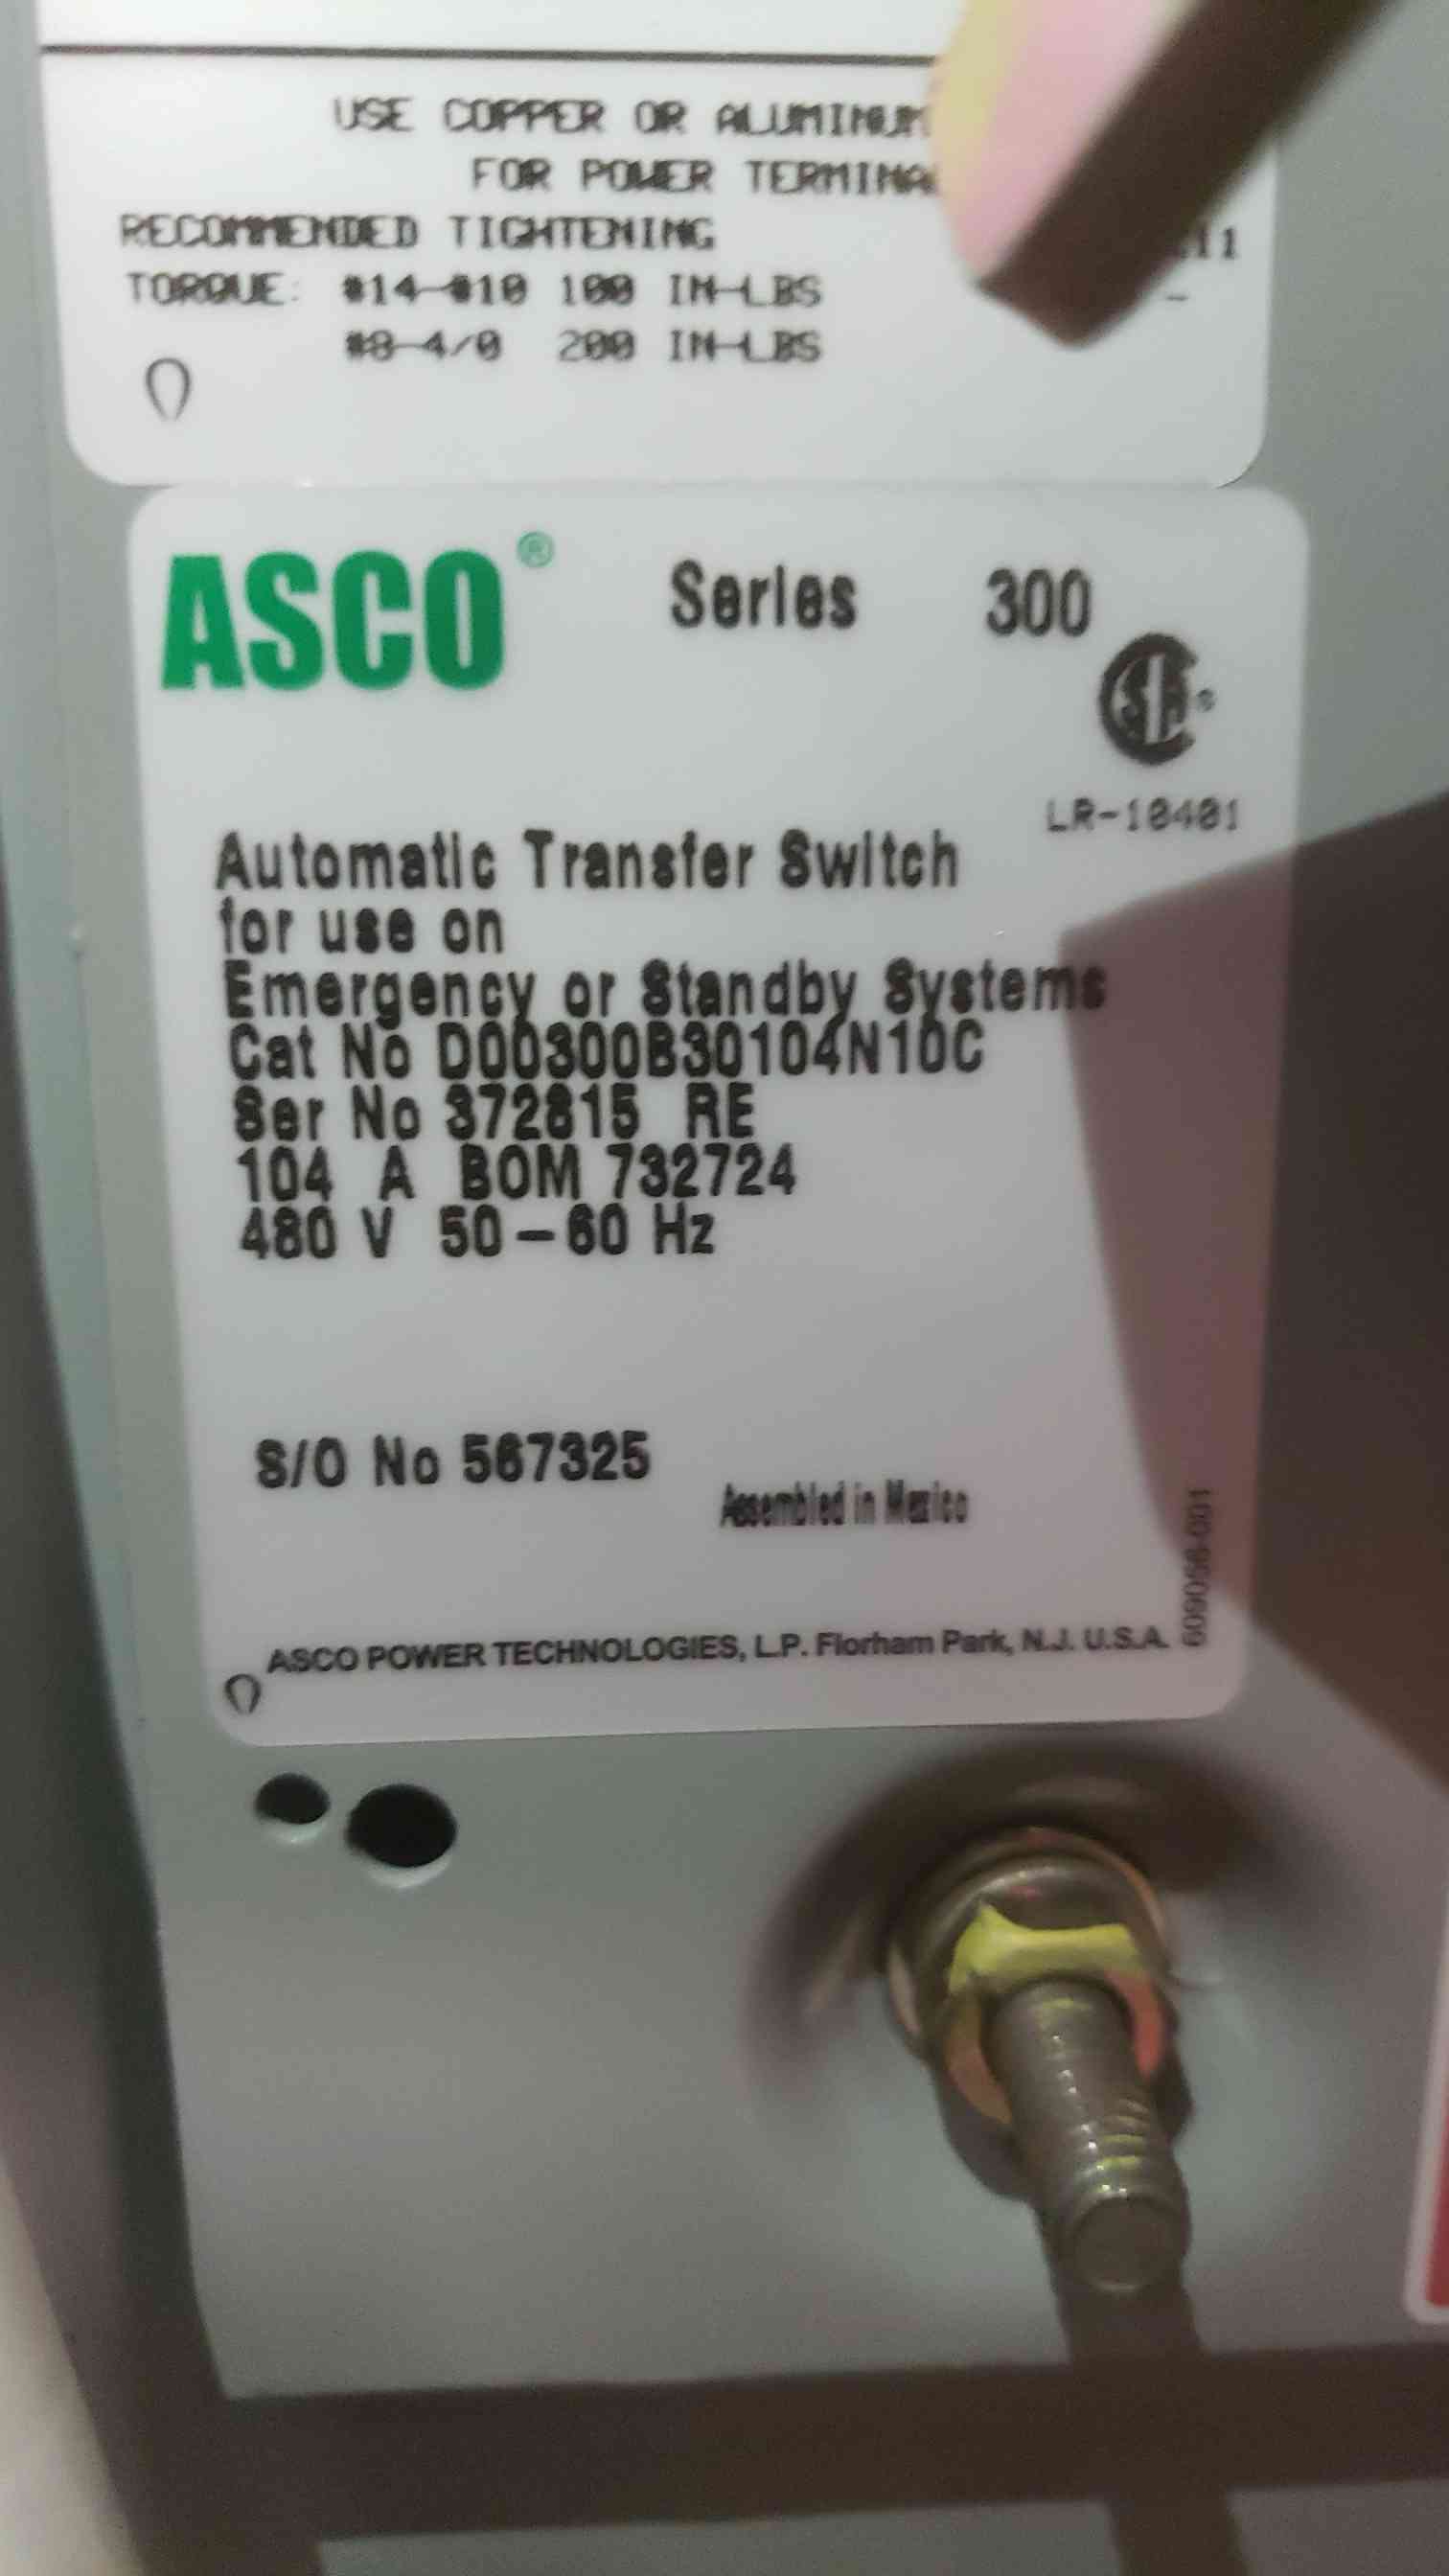 USE COPPER OR ALUMINUM
FOR POWER
RECOMMENDED TIGHTENING
TORQUE: #14-#10 100 IN-LBS
#8-4/0 200 IN-LBS
ASCO® Series 300
LR-10401
Automatic Transfer Switch
for use on
Emergency or Standby Systems
Cat No D00300B30104N10C
Ser No 372815 RE
104 A BOM 732724
480 V 50-60 Hz
S/O No 567325
Assembled in Mexico
609056-001
ASCO POWER TECHNOLOGIES, L.P. Florham Park, N.J. U.S.A.